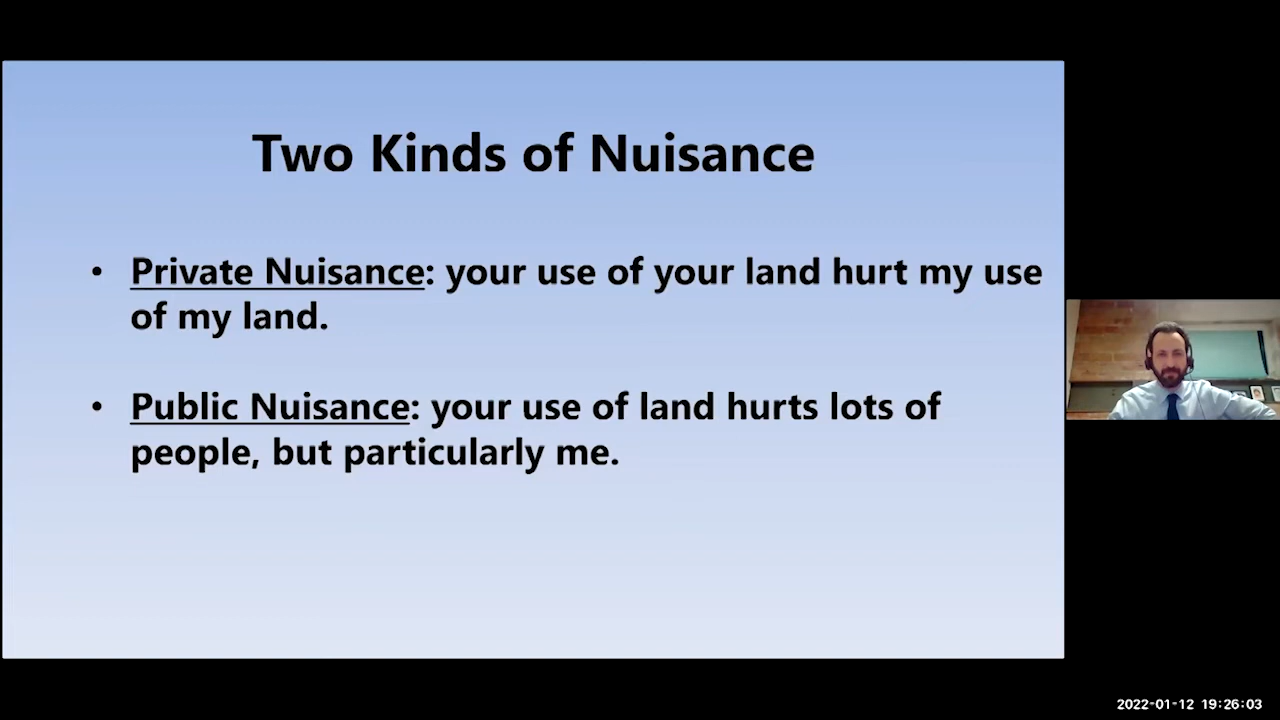 Two Kinds of Nuisance
• Private Nuisance: your use of your land hurt my use
of my land.
• Public Nuisance: your use of land hurts lots of
people, but particularly me.
2022-01-12 19:26:03